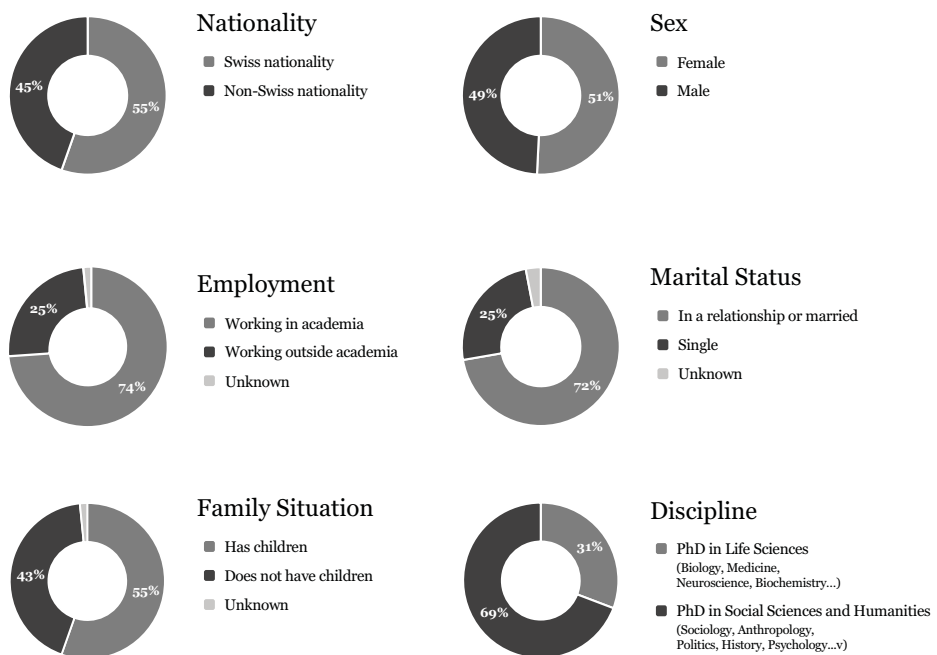 Nationality
Swiss nationality
Non-Swiss nationality
45%
55%
Sex
Female
Male
49%
51%
Employment
Working in academia
Working outside academia
Unknown
25%
74%
Marital Status
In a relationship or married
Single
Unknown
25%
72%
Family Situation
Has children
Does not have children
Unknown
43%
55%
Discipline
PhD in Life Sciences
(Biology, Medicine,
Neuroscience, Biochemistry...)
PhD in Social Sciences and Humanities
(Sociology, Anthropology,
Politics, History, Psychology...v)
31%
69%